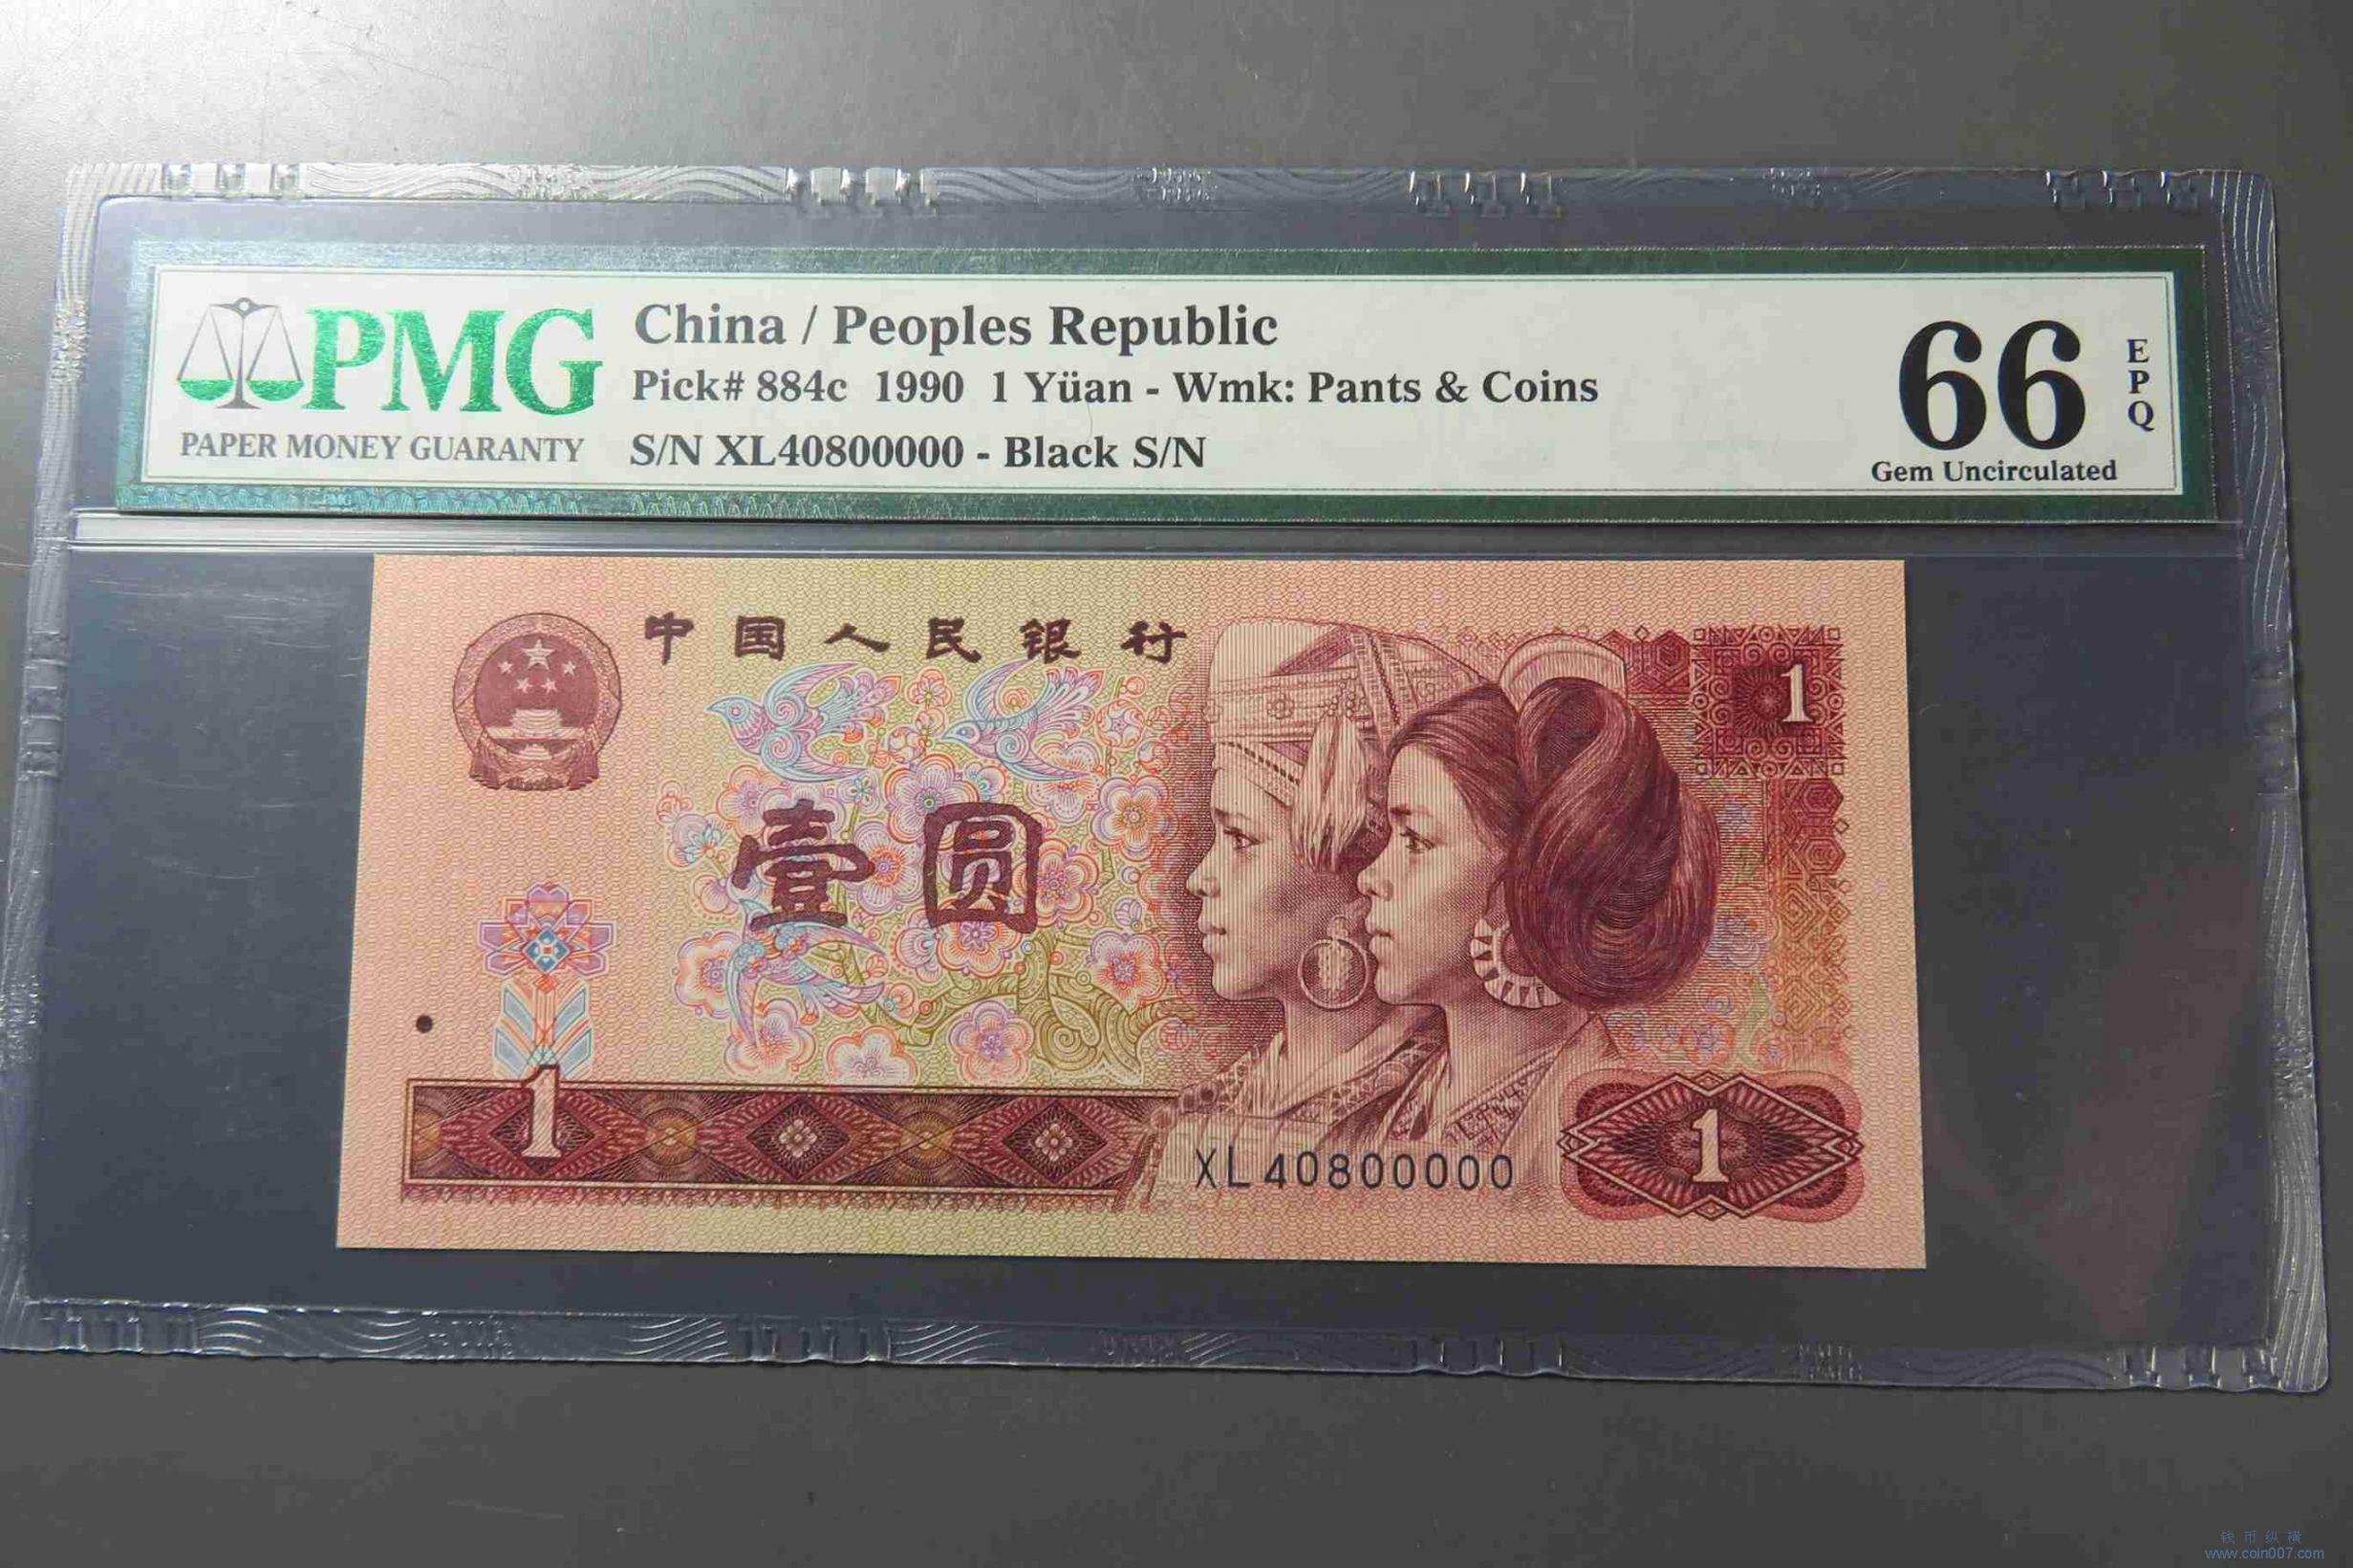 PMG
PAPER MONEY GUARANTY
China / Peoples Republic
Pick# 884c 1990 1 Yüan - Wmk: Pants & Coins
S/N XL40800000 - Black S/N
66
EPQ
Gem Uncirculated
中国人民银行
1
壹圆
1
XL40800000
1
钱币纵横
www.coin007.com